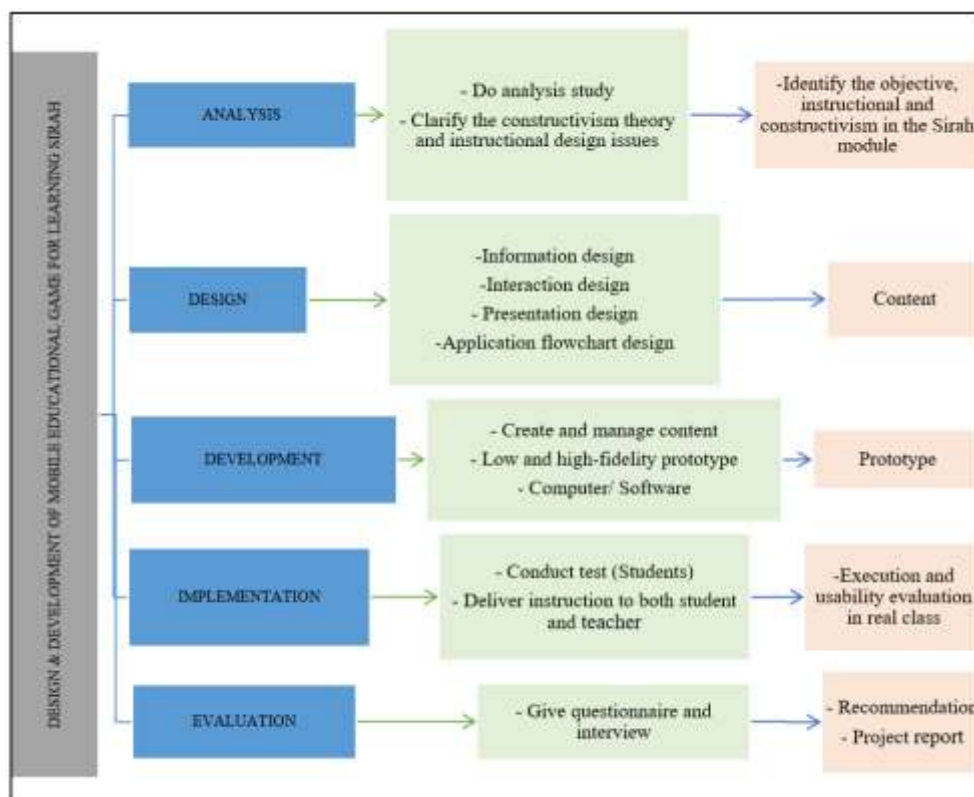 DESIGN & DEVELOPMENT OF MOBILE EDUCATIONAL GAME FOR LEARNING SIRAH
ANALYSIS
- Do analysis study
- Clarify the constructivism theory
and instructional design issues
-Identify the objective,
instructional and
constructivism in the Sirah
module
DESIGN
-Information design
-Interaction design
- Presentation design
-Application flowchart design
Content
DEVELOPMENT
- Create and manage content
- Low and high-fidelity prototype
- Computer/ Software
Prototype
IMPLEMENTATION
- Conduct test (Students)
- Deliver instruction to both student
and teacher
-Execution and
usability evaluation
in real class
EVALUATION
- Give questionnaire and
interview
- Recommendation
- Project report